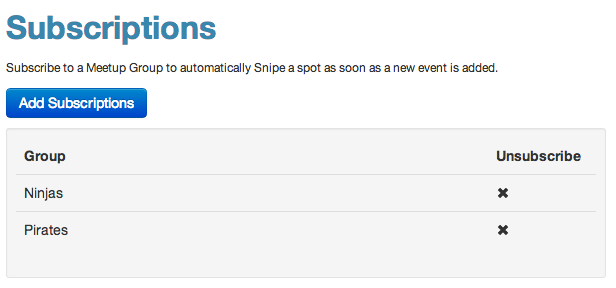 Subscriptions
Subscribe to a Meetup Group to automatically Snipe a spot as soon as a new event is added.
Add Subscriptions
Group Unsubscribe
Ninjas
Pirates